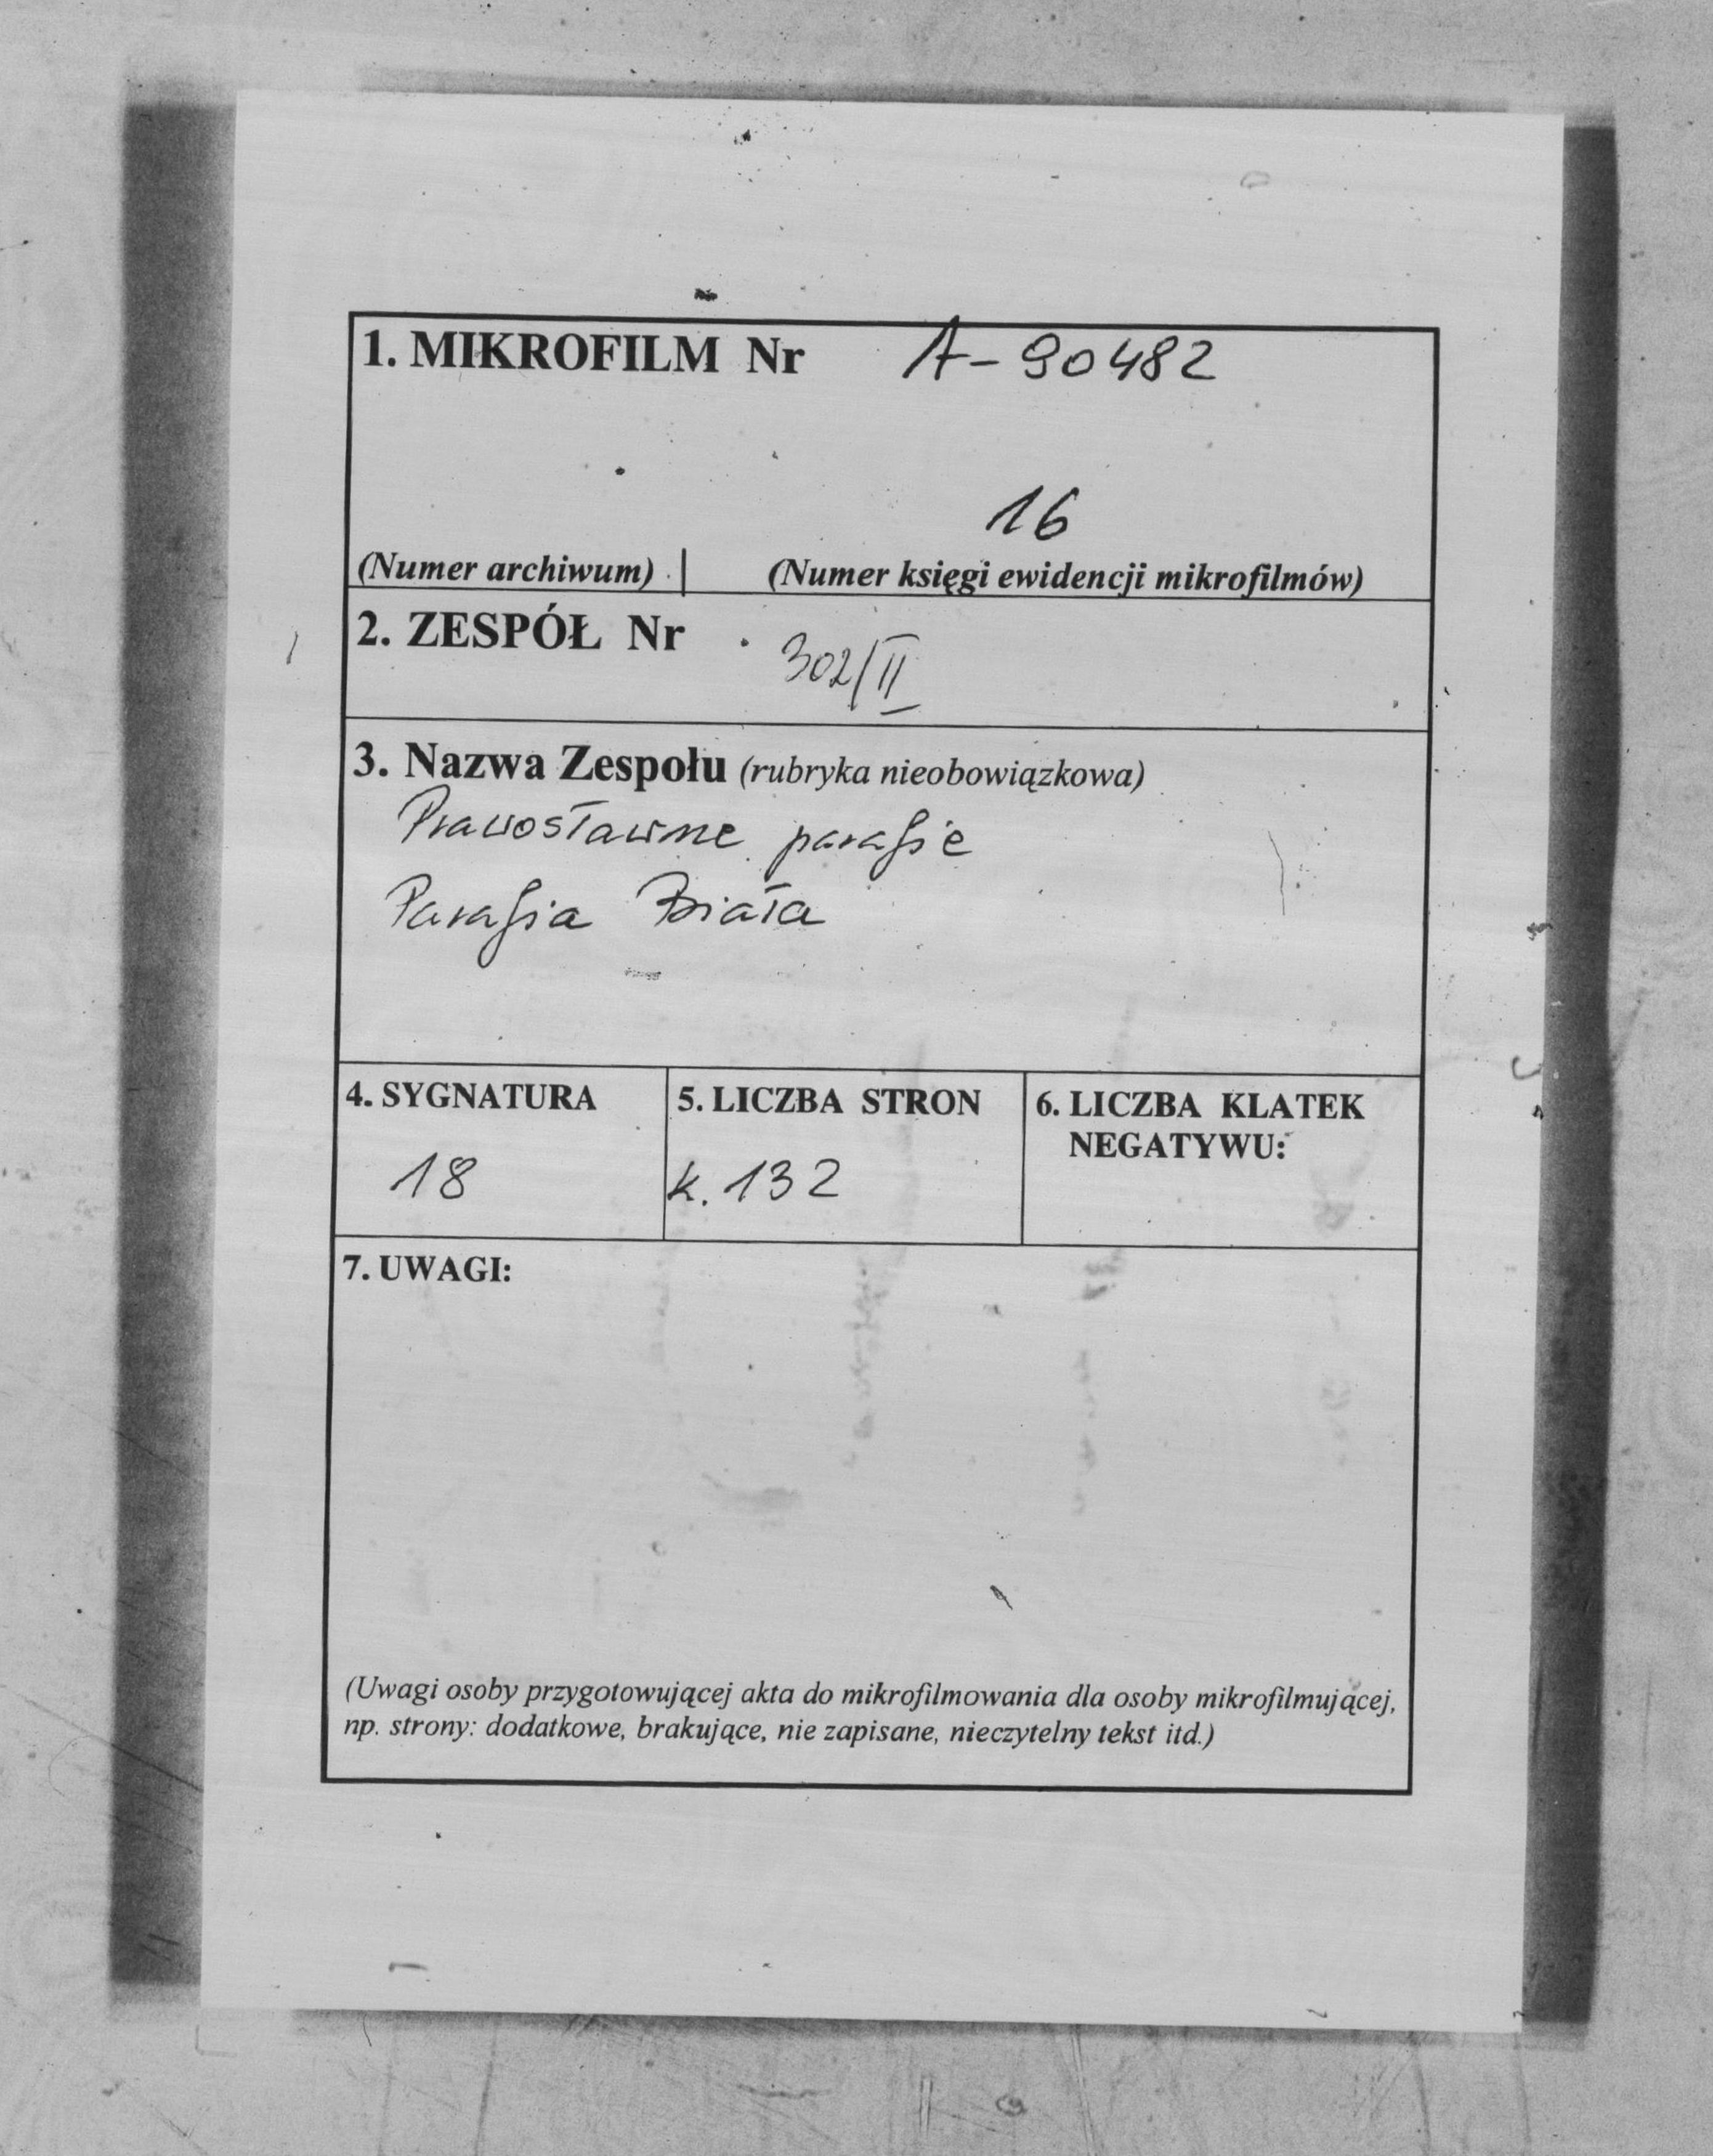 1. MIKROFILM Nr A-90482
16
(Numer archiwum) (Numer księgi ewidencji mikrofilmów)
2. ZESPÓŁ Nr 302/II
3. Nazwa Zespołu (rubryka nieobowiązkowa)
Prawosławne parafie
Parafia Biała
4. SYGNATURA
18
5. LICZBA STRON
k. 132
6. LICZBA KLATEK
NEGATYWU:
7. UWAGI:
(Uwagi osoby przygotowującej akta do mikrofilmowania dla osoby mikrofilmującej,
np. strony: dodatkowe, brakujące, nie zapisane, nieczytelny tekst itd.)